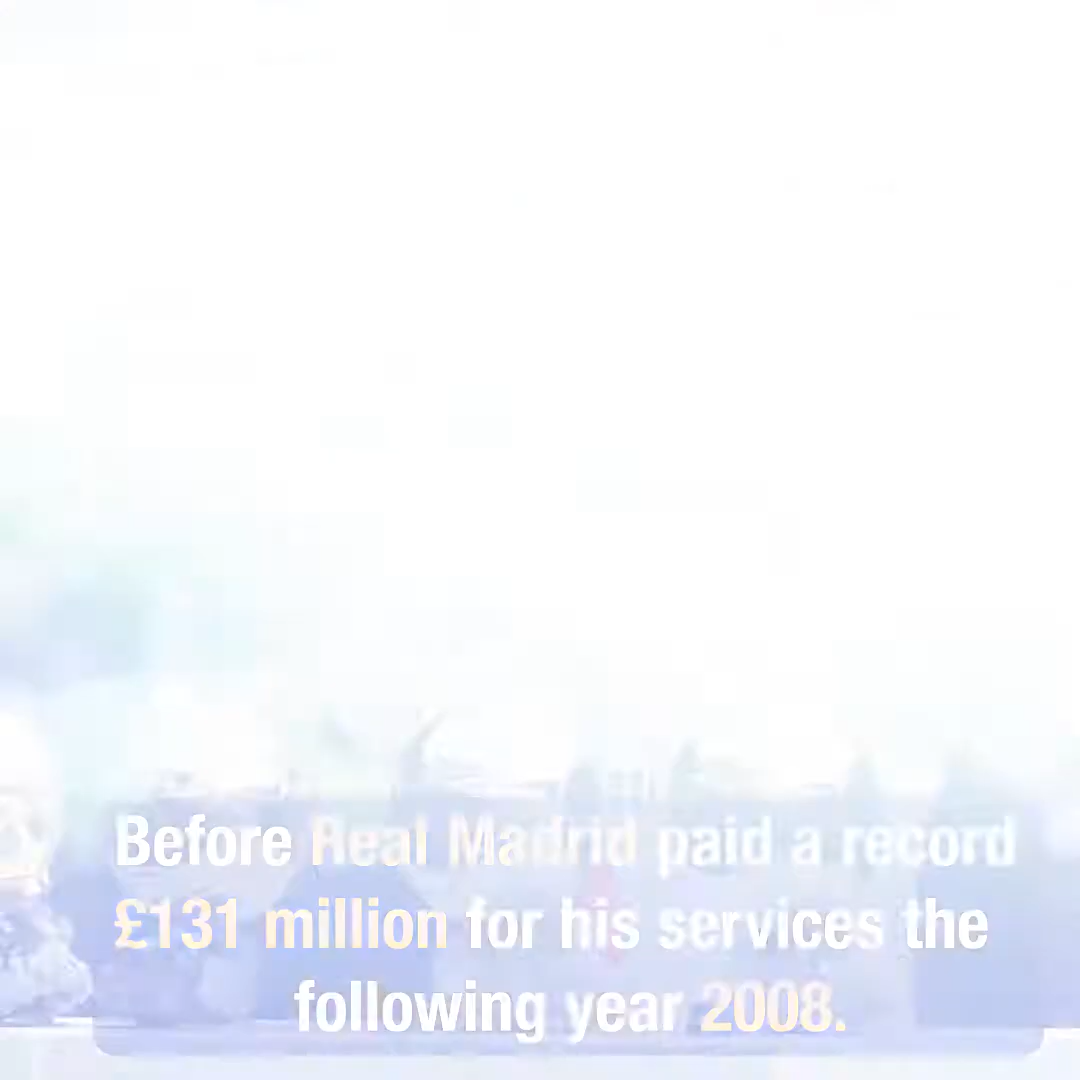 Before Real Madrid paid a record
£131 million for his services the
following year 2008.